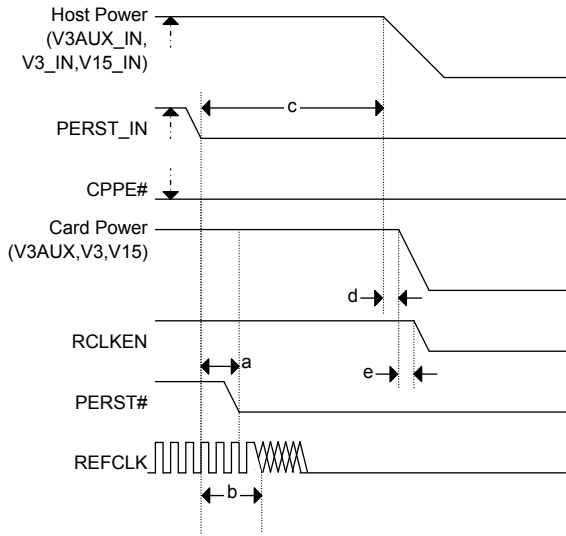 Host Power
(V3AUX_IN,
V3_IN,V15_IN)
c
PERST_IN
CPPE#
Card Power
(V3AUX,V3,V15)
d
RCLKEN
a
e
PERST#
REFCLK
b